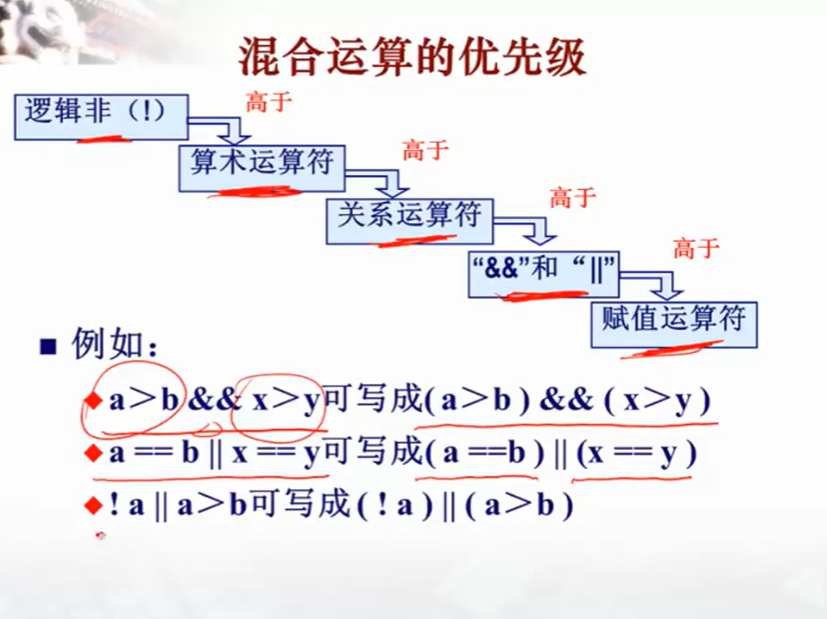 混合运算的优先级
逻辑非（!）
高于
算术运算符
高于
关系运算符
高于
“&&”和“||”
高于
赋值运算符
■ 例如：
◆a＞b && x＞y可写成( a＞b ) && ( x＞y )
◆a == b || x == y可写成( a ==b ) || (x == y )
◆! a || a＞b可写成( ! a ) || ( a＞b )